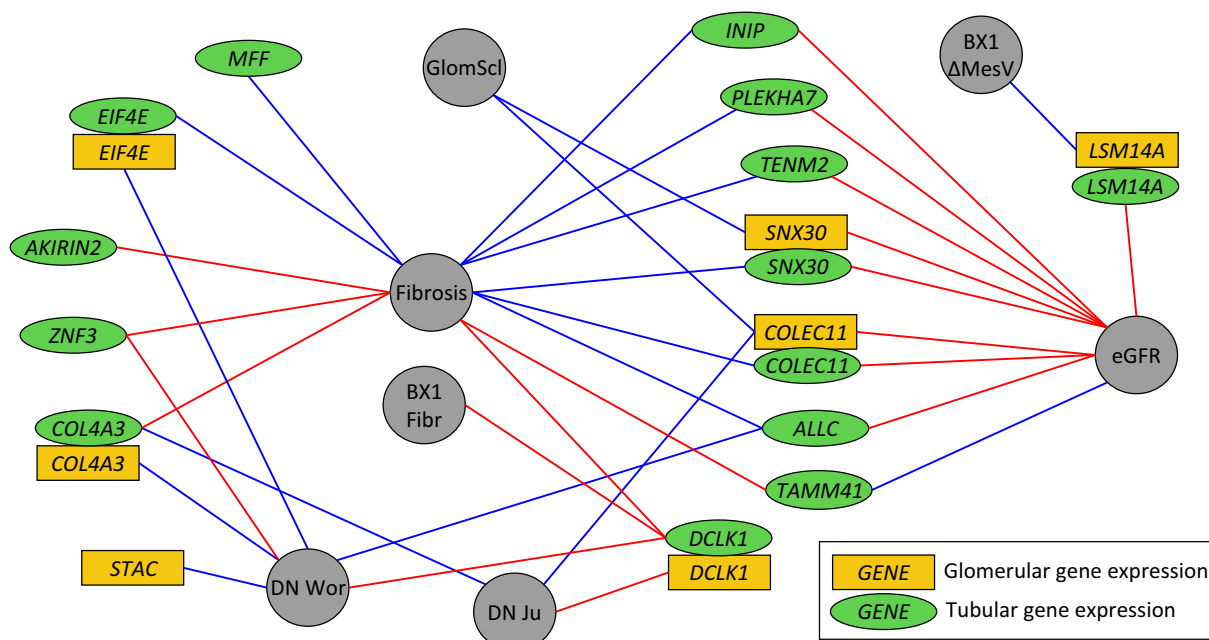 INIP
MFF
GlomScl
BX1
ΔMesV
PLEKHA7
EIF4E
EIF4E
LSM14A
TENM2
LSM14A
SNX30
AKIRIN2
SNX30
Fibrosis
ZNF3
COLEC11
eGFR
COLEC11
BX1
Fibr
COL4A3
ALLC
COL4A3
TAMM41
DCLK1
STAC
DCLK1
GENE Glomerular gene expression
DN Wor
DN Ju
GENE Tubular gene expression